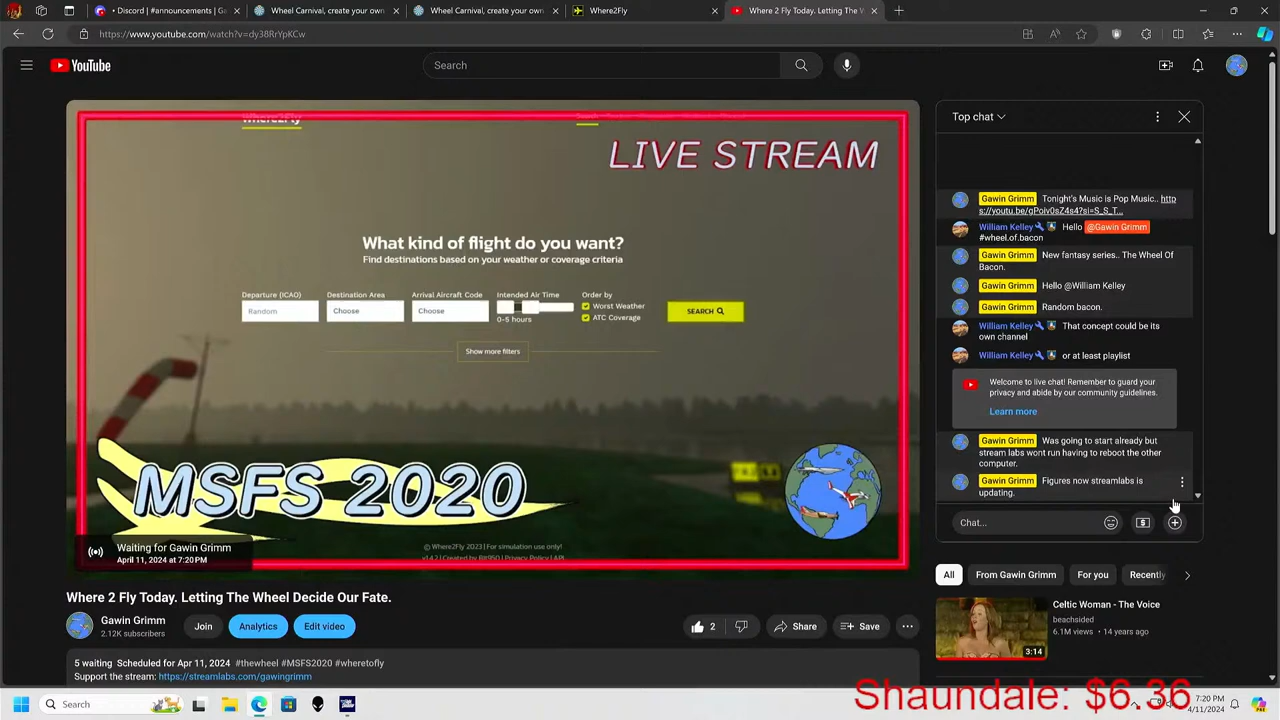 Discord | #announcements | G
Wheel Carnival, create your own
Wheel Carnival, create your own
Where2Fly
Where 2 Fly Today. Letting The W
https://www.youtube.com/watch?v=dy38RrYpKCw
YouTube
Search
Where2Fly
Search
LIVE STREAM
What kind of flight do you want?
Find destinations based on your weather or coverage criteria
Departure (ICAO)
Destination Area
Arrival Aircraft Code
Intended Air Time
Order by
Random
Choose
Choose
0-5 hours
Worst Weather
ATC Coverage
SEARCH
Show more filters
MSFS 2020
© Where2Fly 2023 | For simulation use only!
Waiting for Gawin Grimm
April 11, 2024 at 7:20 PM
Top chat
Gawin Grimm Tonight's Music is Pop Music.. http
s://youtu.be/gPoiv0sZ4s4?si=S_S_T...
William Kelley Hello @Gawin Grimm
#wheel.of.bacon
Gawin Grimm New fantasy series.. The Wheel Of
Bacon.
Gawin Grimm Hello @William Kelley
Gawin Grimm Random bacon.
William Kelley That concept could be its
own channel
William Kelley or at least playlist
Welcome to live chat! Remember to guard your
privacy and abide by our community guidelines.
Learn more
Gawin Grimm Was going to start already but
stream labs wont run having to reboot the other
computer.
Gawin Grimm Figures now streamlabs is
updating.
Chat...
Where 2 Fly Today. Letting The Wheel Decide Our Fate.
Gawin Grimm
2.12K subscribers
Join
Analytics
Edit video
2
Share
Save
5 waiting Scheduled for Apr 11, 2024 #thewheel #MSFS2020 #wheretofly
Support the stream: https://streamlabs.com/gawingrimm
All
From Gawin Grimm
For you
Recently
Celtic Woman - The Voice
beachsided
6.1M views • 14 years ago
3:14
Shaundale: $6.36
Search
7:20 PM
4/11/2024